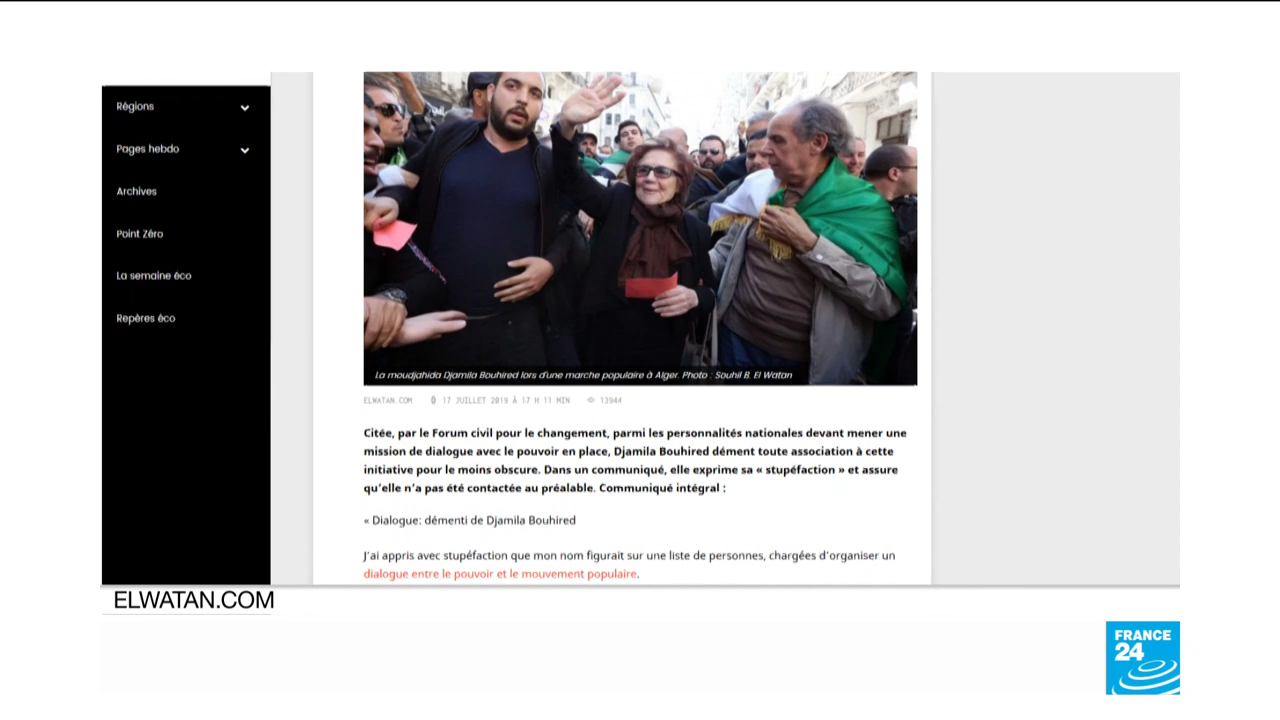 Régions
Pages hebdo
Archives
Point Zéro
La semaine éco
Repères éco
La moudjahida Djamila Bouhired lors d'une marche populaire à Alger. Photo : Souhil B. El Watan
ELWATAN.COM 17 JUILLET 2019 À 17 H 11 MIN 13944
Citée, par le Forum civil pour le changement, parmi les personnalités nationales devant mener une
mission de dialogue avec le pouvoir en place, Djamila Bouhired dément toute association à cette
initiative pour le moins obscure. Dans un communiqué, elle exprime sa « stupéfaction » et assure
qu'elle n'a pas été contactée au préalable. Communiqué intégral :
« Dialogue: démenti de Djamila Bouhired
J'ai appris avec stupéfaction que mon nom figurait sur une liste de personnes, chargées d'organiser un
dialogue entre le pouvoir et le mouvement populaire.
ELWATAN.COM
FRANCE
24